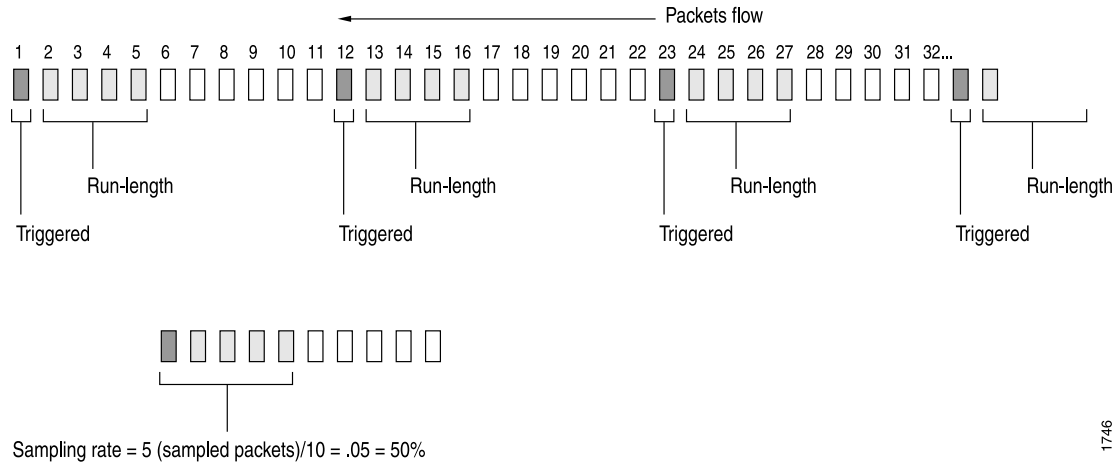 Packets flow
1 2 3 4 5 6 7 8 9 10 11 12 13 14 15 16 17 18 19 20 21 22 23 24 25 26 27 28 29 30 31 32...
Run-length Run-length Run-length Run-length
Triggered Triggered Triggered Triggered
Sampling rate = 5 (sampled packets)/10 = .05 = 50%
1746